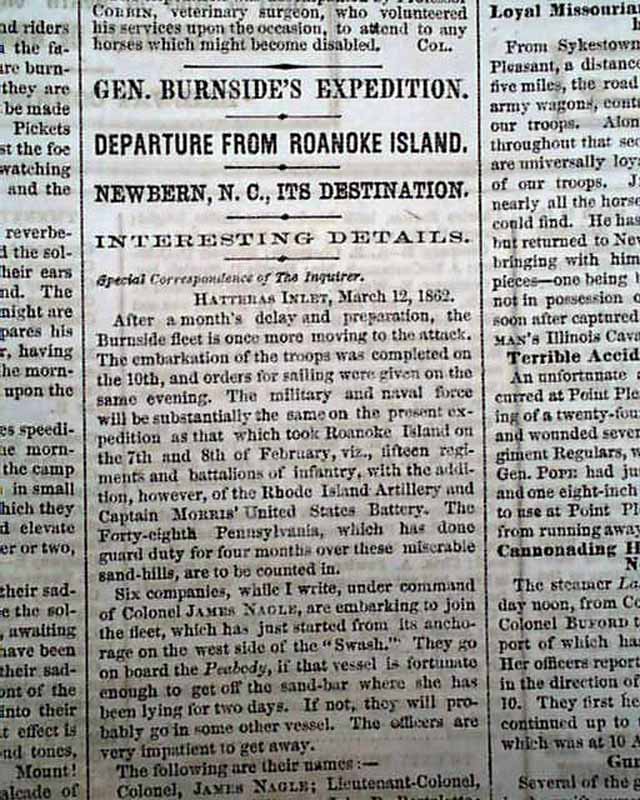 nd riders
the fa-
are burn-
they are
be made
Pickets
st the foe
watching
and the
reverbe-
d the sol-
heir ears
nd. The
night are
pares his
r, having
he morn-
upon the
es speedi-
he morn-
the camp
in small
hich they
d elevate
er or two,
their sad-
e the sol-
, awaiting
have been
their sad-
ont of the
into their
t effect is
nd tones,
Mount!
alcade of
CORBIN, veterinary surgeon, who volunteered
his services upon the occasion, to attend to any
horses which might become disabled. COL.
GEN. BURNSIDE'S EXPEDITION.
DEPARTURE FROM ROANOKE ISLAND.
NEWBERN, N. C., ITS DESTINATION.
INTERESTING DETAILS.
Special Correspondence of The Inquirer.
HATTERAS INLET, March 12, 1862.
After a month's delay and preparation, the
Burnside fleet is once more moving to the attack.
The embarkation of the troops was completed on
the 10th, and orders for sailing were given on the
same evening. The military and naval force
will be substantially the same on the present ex-
pedition as that which took Roanoke Island on
the 7th and 8th of February, viz., fifteen regi-
ments and battalions of infantry, with the addi-
tion, however, of the Rhode Island Artillery and
Captain MORRIS' United States Battery. The
Forty-eighth Pennsylvania, which has done
guard duty for four months over these miserable
sand-hills, are to be counted in.
Six companies, while I write, under command
of Colonel JAMES NAGLE, are embarking to join
the fleet, which has just started from its ancho-
rage on the west side of the "Swash." They go
on board the Peabody, if that vessel is fortunate
enough to get off the sand-bar where she has
been lying for two days. If not, they will pro-
bably go in some other vessel. The officers are
very impatient to get away.
The following are their names:—
Colonel, JAMES NAGLE; Lieutenant-Colonel,
Loyal Missouria
From Sykestown
Pleasant, a distance
five miles, the road
army wagons, conta
our troops. Alon
throughout that sec
are universally loya
of our troops. J
nearly all the horse
could find. He has
but returned to Ne
bringing with him
pieces—one being
not in possession o
soon after captured
MAN'S Illinois Cava
Terrible Accid
An unfortunate a
curred at Point Ple
ing of a twenty-fou
and wounded sever
giment Regulars, w
Gen. POPE had jus
and one eight-inch
to use at Point Pl
from running away
Cannonading H
N
The steamer La
day noon, from Co
Colonel BUFORD t
port of which ha
Her officers report
in the direction of
10. They first he
continued up to
which was at 10 A
Gun
Several of the